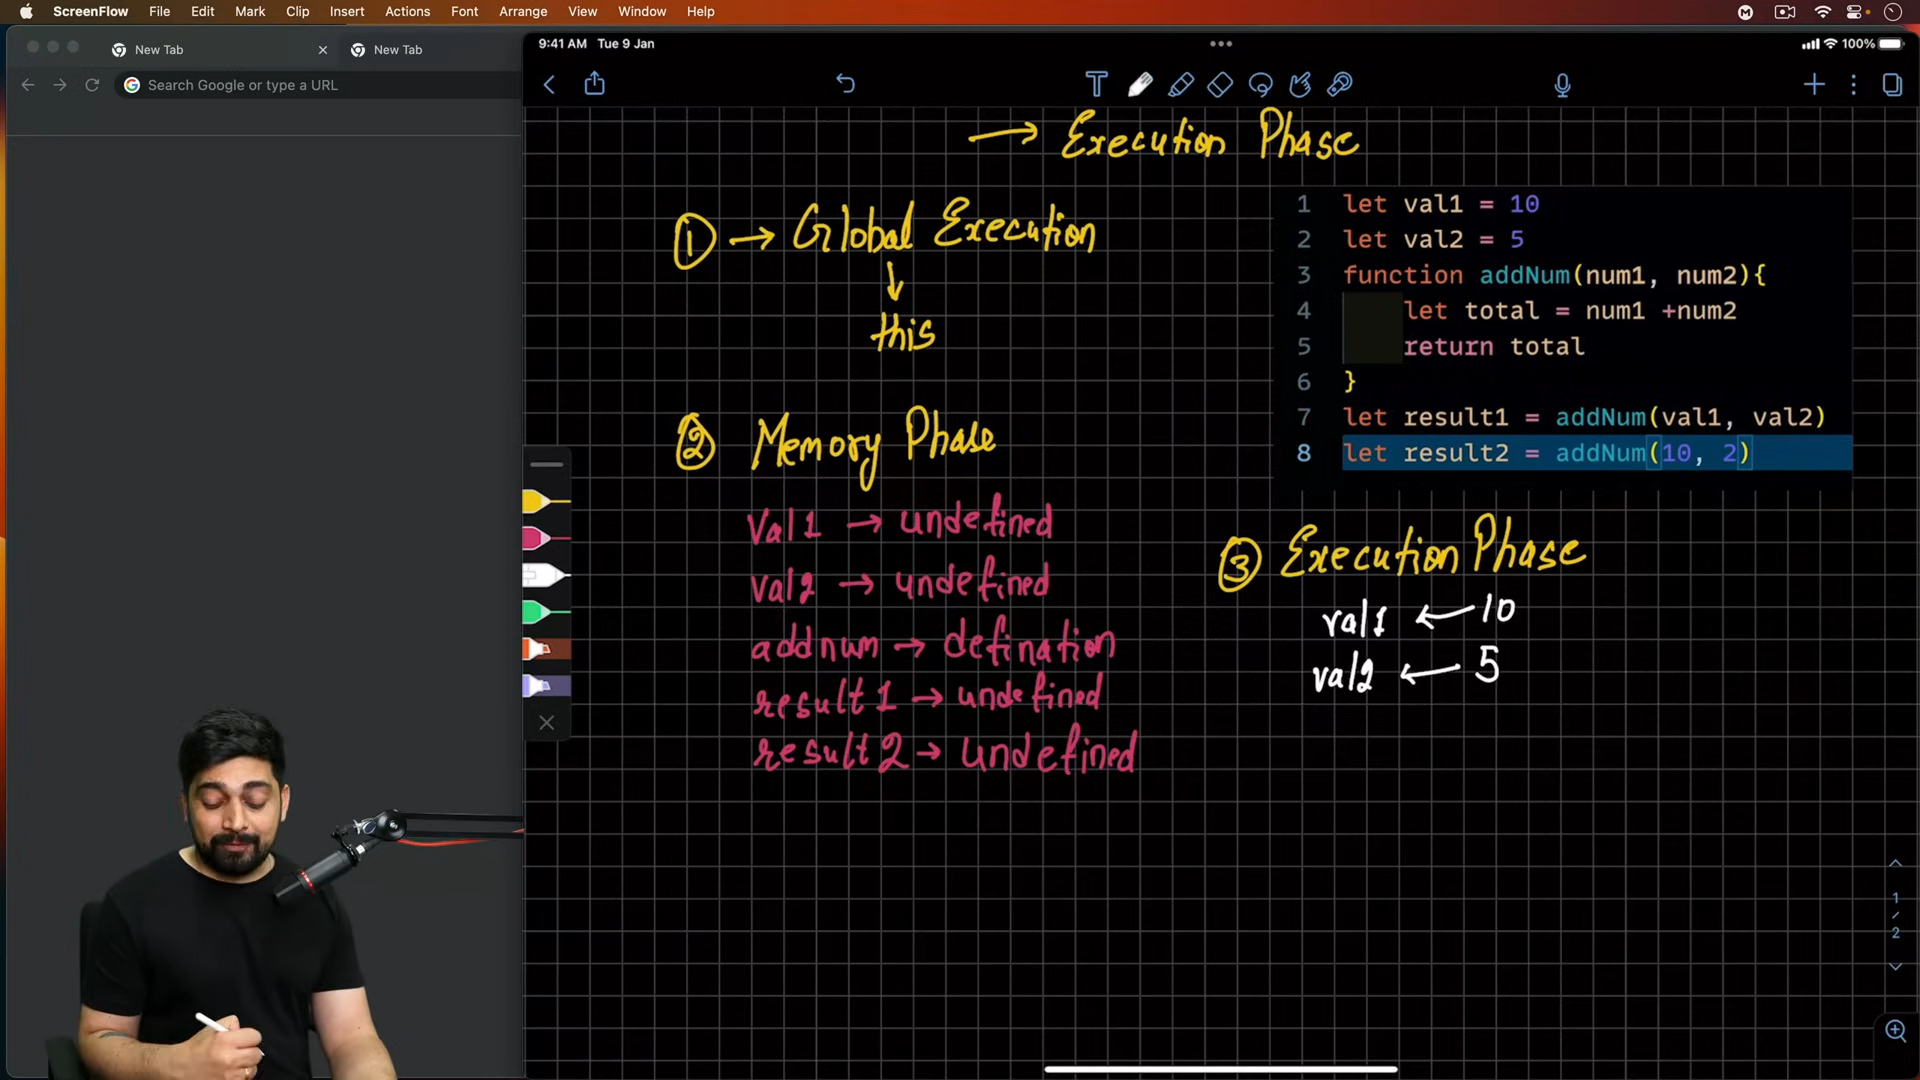 ScreenFlow File Edit Mark Clip Insert Actions Font Arrange View Window Help
New Tab New Tab
Search Google or type a URL
9:41 AM Tue 9 Jan 100%
→ Execution Phase
① → Global Execution
↓
this
② Memory Phase
Val1 → undefined
val2 → undefined
addnum → defination
result1 → undefined
result2 → undefined
1 let val1 = 10
2 let val2 = 5
3 function addNum(num1, num2){
4 let total = num1 +num2
5 return total
6 }
7 let result1 = addNum(val1, val2)
8 let result2 = addNum(10, 2)
③ Execution Phase
val1 ← 10
val2 ← 5
1
/
2